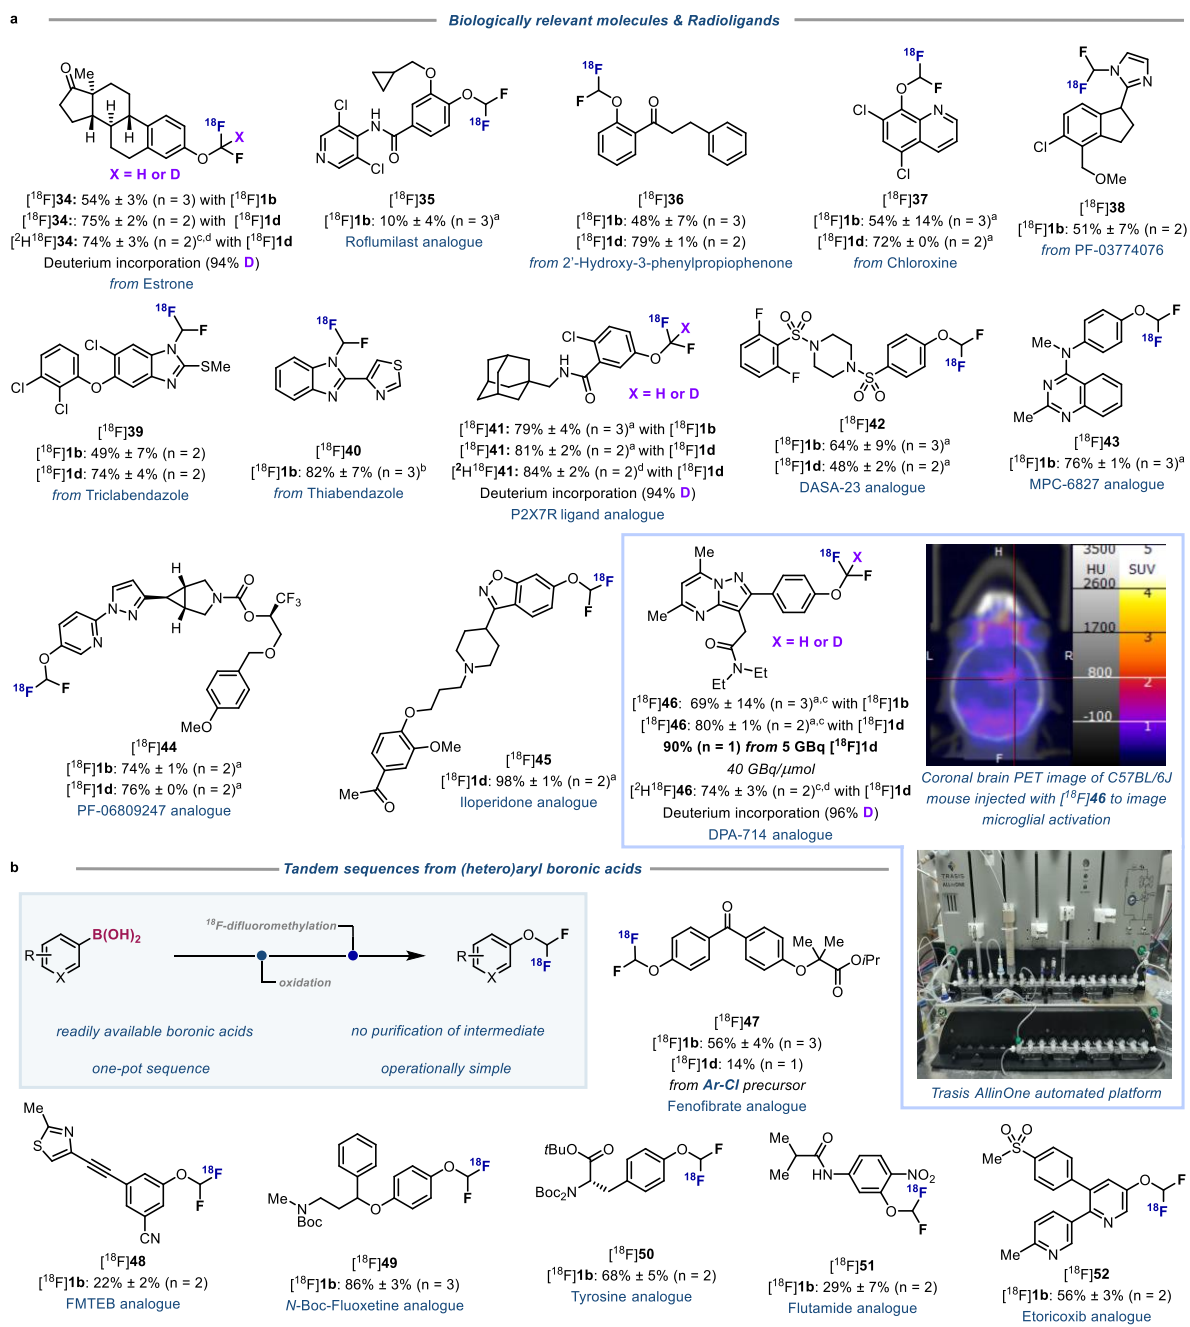 a
Biologically relevant molecules & Radioligands
O
Me
H
H
H
O
¹⁸F
X
F
X = H or D
[¹⁸F]34: 54% ± 3% (n = 3) with [¹⁸F]1b
[¹⁸F]34:: 75% ± 2% (n = 2) with [¹⁸F]1d
[²H¹⁸F]34: 74% ± 3% (n = 2)ᶜ,ᵈ with [¹⁸F]1d
Deuterium incorporation (94% D)
from Estrone
O
Cl
H
N
N
Cl
O
O
F
¹⁸F
[¹⁸F]35
[¹⁸F]1b: 10% ± 4% (n = 3)ᵃ
Roflumilast analogue
¹⁸F
F
O
O
[¹⁸F]36
[¹⁸F]1b: 48% ± 7% (n = 3)
[¹⁸F]1d: 79% ± 1% (n = 2)
from 2'-Hydroxy-3-phenylpropiophenone
¹⁸F
O
F
Cl
N
Cl
[¹⁸F]37
[¹⁸F]1b: 54% ± 14% (n = 3)ᵃ
[¹⁸F]1d: 72% ± 0% (n = 2)ᵃ
from Chloroxine
F
¹⁸F
N
N
Cl
OMe
[¹⁸F]38
[¹⁸F]1b: 51% ± 7% (n = 2)
from PF-03774076
¹⁸F
F
Cl
N
SMe
N
O
Cl
Cl
[¹⁸F]39
[¹⁸F]1b: 49% ± 7% (n = 2)
[¹⁸F]1d: 74% ± 4% (n = 2)
from Triclabendazole
¹⁸F
F
N
S
N
N
[¹⁸F]40
[¹⁸F]1b: 82% ± 7% (n = 3)ᵇ
from Thiabendazole
¹⁸F
X
Cl
F
O
NH
O
X = H or D
[¹⁸F]41: 79% ± 4% (n = 3)ᵃ with [¹⁸F]1b
[¹⁸F]41: 81% ± 2% (n = 2)ᵃ with [¹⁸F]1d
[²H¹⁸F]41: 84% ± 2% (n = 2)ᵈ with [¹⁸F]1d
Deuterium incorporation (94% D)
P2X7R ligand analogue
F
O
O
S
N
F
N
S
O
O
O
F
¹⁸F
[¹⁸F]42
[¹⁸F]1b: 64% ± 9% (n = 3)ᵃ
[¹⁸F]1d: 48% ± 2% (n = 2)ᵃ
DASA-23 analogue
O
F
¹⁸F
Me
N
N
Me
N
[¹⁸F]43
[¹⁸F]1b: 76% ± 1% (n = 3)ᵃ
MPC-6827 analogue
H
N
N
N
H
N
O
O
CF₃
O
O
¹⁸F
F
MeO
[¹⁸F]44
[¹⁸F]1b: 74% ± 1% (n = 2)ᵃ
[¹⁸F]1d: 76% ± 0% (n = 2)ᵃ
PF-06809247 analogue
O
N
O
¹⁸F
F
N
O
OMe
Me
O
[¹⁸F]45
[¹⁸F]1d: 98% ± 1% (n = 2)ᵃ
Iloperidone analogue
Me
¹⁸F
X
F
O
N
N
Me
N
O
N
Et
Et
X = H or D
[¹⁸F]46: 69% ± 14% (n = 3)ᵃ,ᶜ with [¹⁸F]1b
[¹⁸F]46: 80% ± 1% (n = 2)ᵃ,ᶜ with [¹⁸F]1d
90% (n = 1) from 5 GBq [¹⁸F]1d
40 GBq/µmol
[²H¹⁸F]46: 74% ± 3% (n = 2)ᶜ,ᵈ with [¹⁸F]1d
Deuterium incorporation (96% D)
DPA-714 analogue
H
L
R
F
3500
HU
2600
1700
800
-100
5
SUV
4
3
2
1
Coronal brain PET image of C57BL/6J
mouse injected with [¹⁸F]46 to image
microglial activation
TRASIS
ALLINONE
Trasis AllinOne automated platform
b
Tandem sequences from (hetero)aryl boronic acids
B(OH)₂
R
X
¹⁸F-difluoromethylation
oxidation
O
F
¹⁸F
R
X
readily available boronic acids
no purification of intermediate
one-pot sequence
operationally simple
¹⁸F
F
O
O
O
Me
Me
OiPr
O
[¹⁸F]47
[¹⁸F]1b: 56% ± 4% (n = 3)
[¹⁸F]1d: 14% (n = 1)
from Ar-Cl precursor
Fenofibrate analogue
Me
N
S
O
¹⁸F
F
CN
[¹⁸F]48
[¹⁸F]1b: 22% ± 2% (n = 2)
FMTEB analogue
O
¹⁸F
F
Me
N
Boc
O
[¹⁸F]49
[¹⁸F]1b: 86% ± 3% (n = 3)
N-Boc-Fluoxetine analogue
tBuO
O
NBoc₂
O
F
¹⁸F
[¹⁸F]50
[¹⁸F]1b: 68% ± 5% (n = 2)
Tyrosine analogue
Me
O
Me
HN
NO₂
¹⁸F
O
F
[¹⁸F]51
[¹⁸F]1b: 29% ± 7% (n = 2)
Flutamide analogue
O
O
S
Me
O
F
¹⁸F
N
Me
N
[¹⁸F]52
[¹⁸F]1b: 56% ± 3% (n = 2)
Etoricoxib analogue